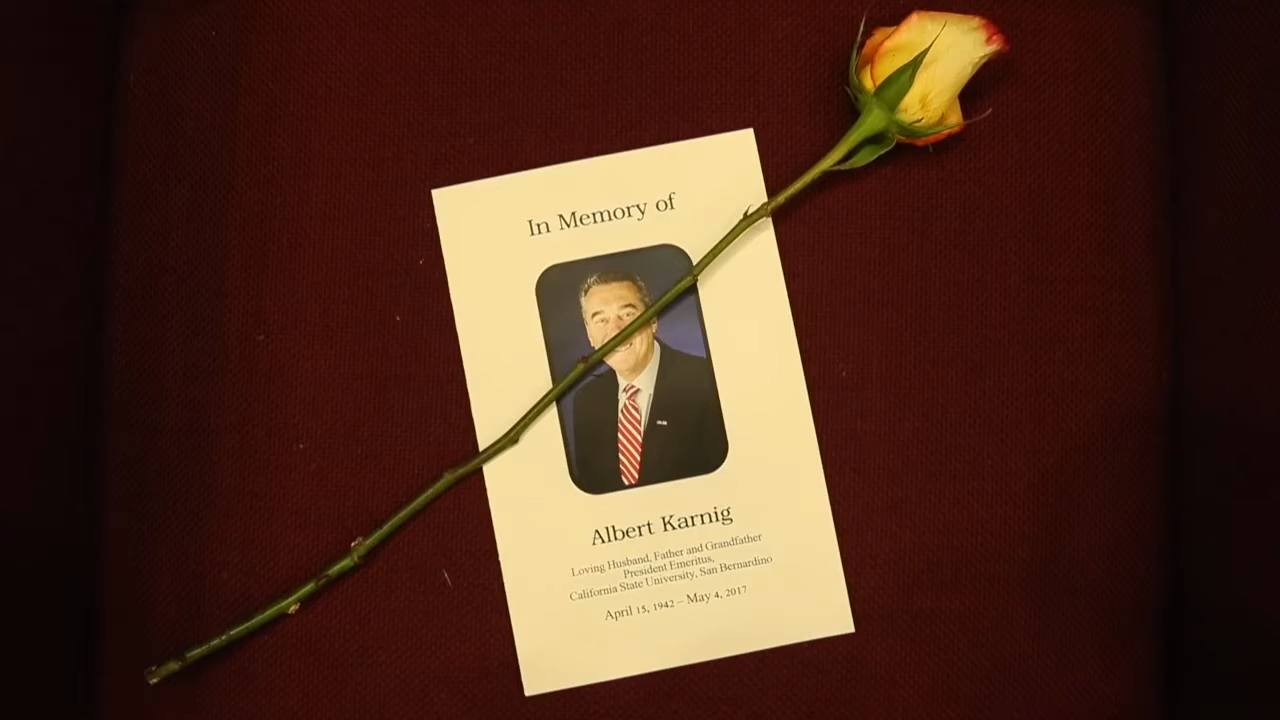 In Memory of
Albert Karnig
Loving Husband, Father and Grandfather
President Emeritus,
California State University, San Bernardino
April 15, 1942 – May 4, 2017